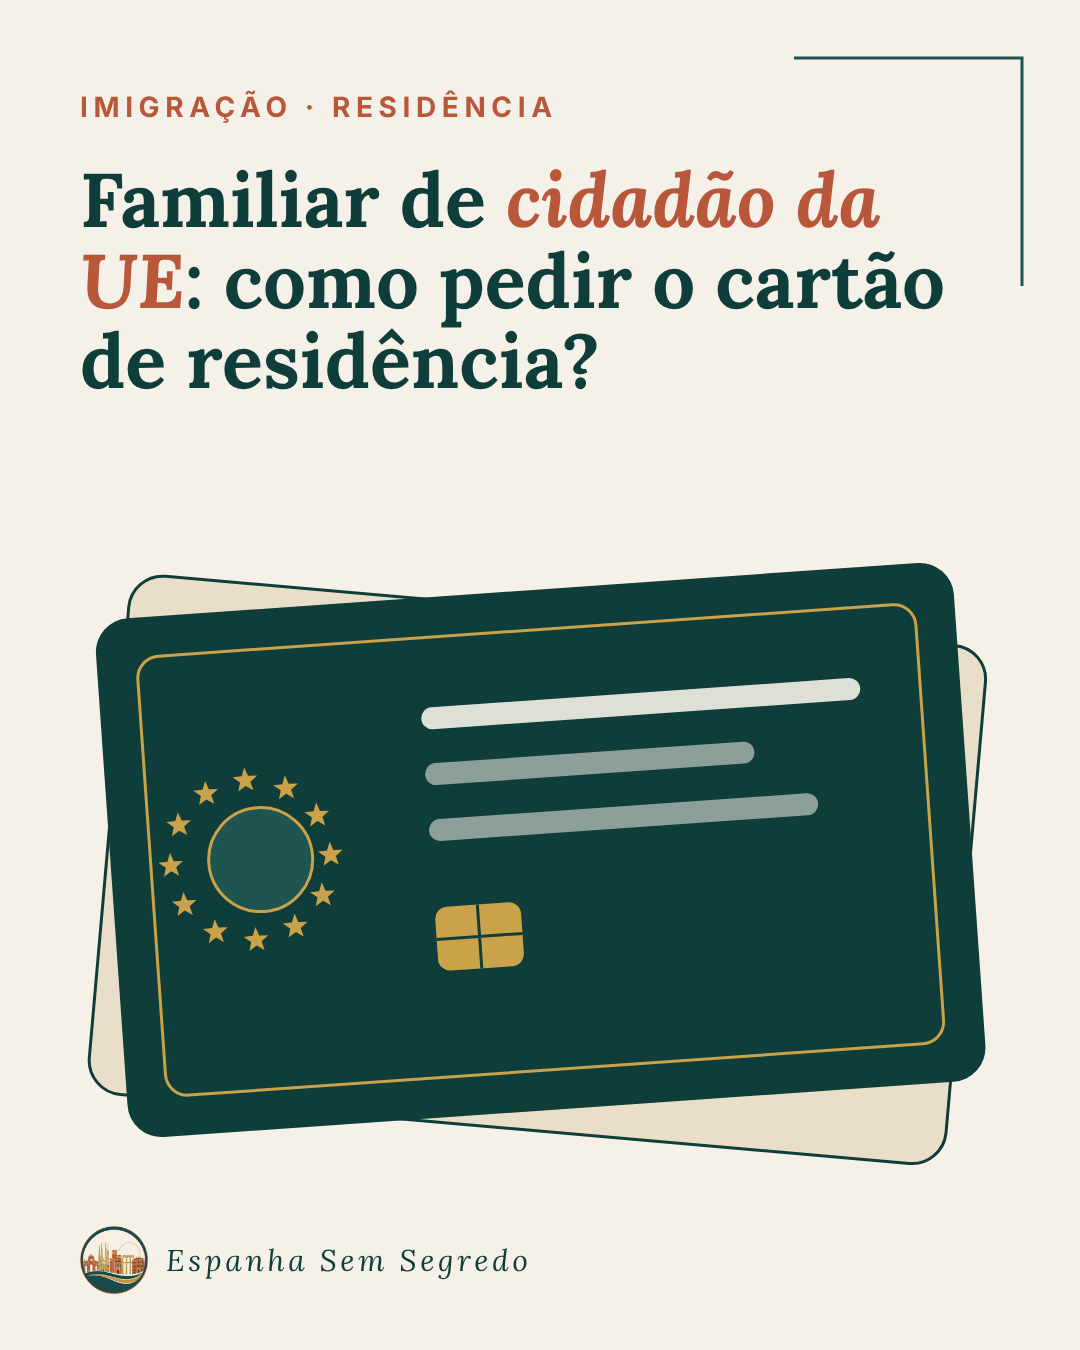 IMIGRAÇÃO · RESIDÊNCIA
Familiar de cidadão da
UE: como pedir o cartão
de residência?
Espanha Sem Segredo